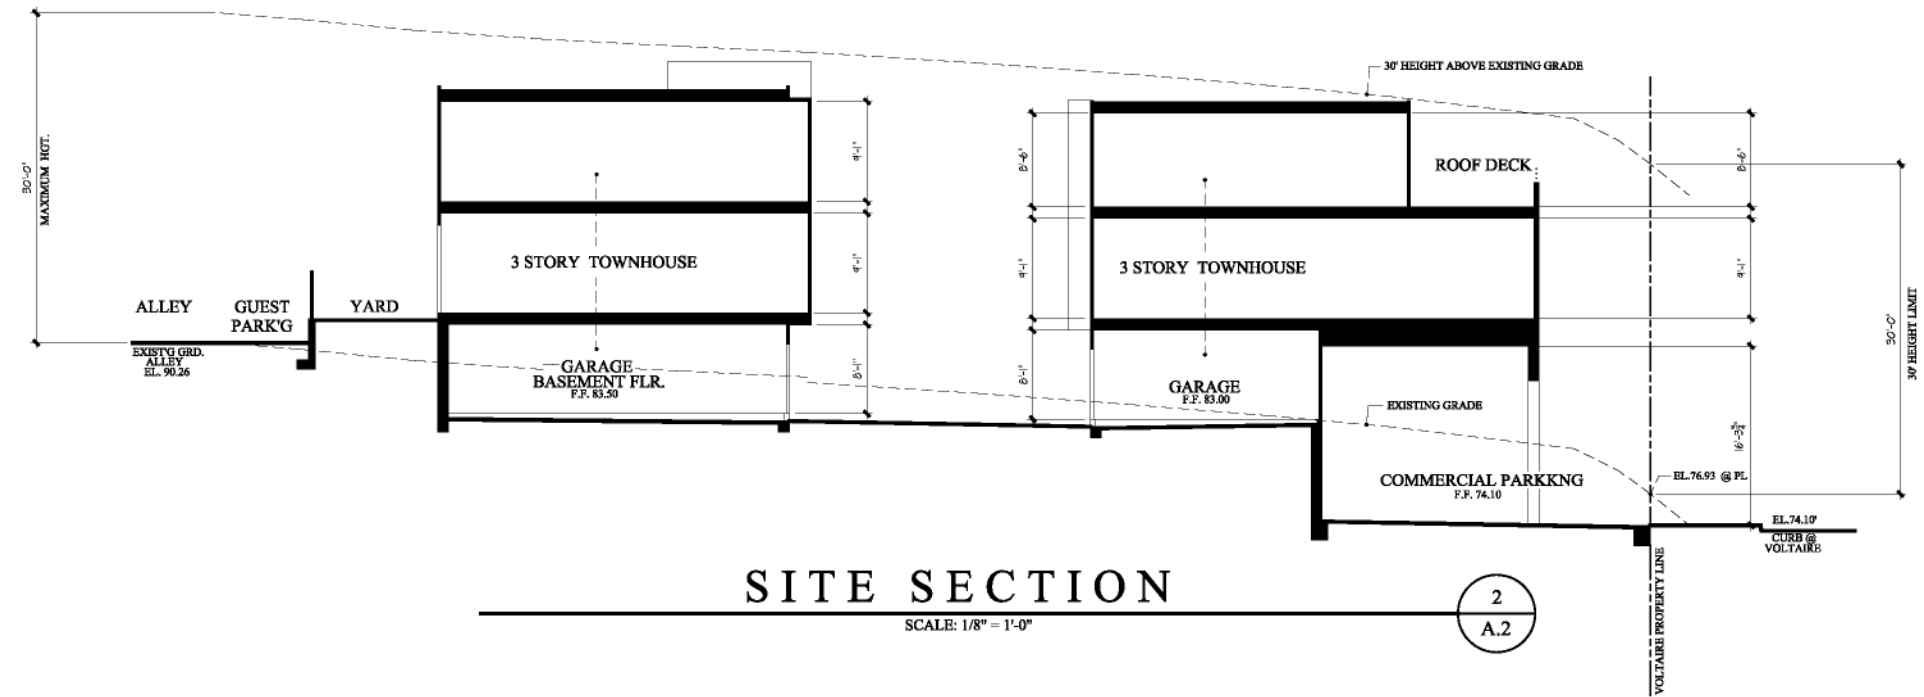 30' HEIGHT ABOVE EXISTING GRADE
30'-0"
MAXIMUM HGT.
9'-1"
8'-6"
ROOF DECK
8'-6"
3 STORY TOWNHOUSE
9'-1"
9'-1"
3 STORY TOWNHOUSE
9'-1"
ALLEY
GUEST
PARK'G
YARD
30'-0"
30' HEIGHT LIMIT
EXIST'G GRD.
ALLEY
EL. 90.26
GARAGE
BASEMENT FLR.
F.F. 83.50
8'-1"
8'-1"
GARAGE
F.F. 83.00
EXISTING GRADE
COMMERCIAL PARKKNG
F.F. 74.10
EL.76.93 @ PL
EL.74.10'
CURB @
VOLTAIRE
SITE SECTION
SCALE: 1/8" = 1'-0"
2
A.2
VOLTAIRE PROPERTY LINE